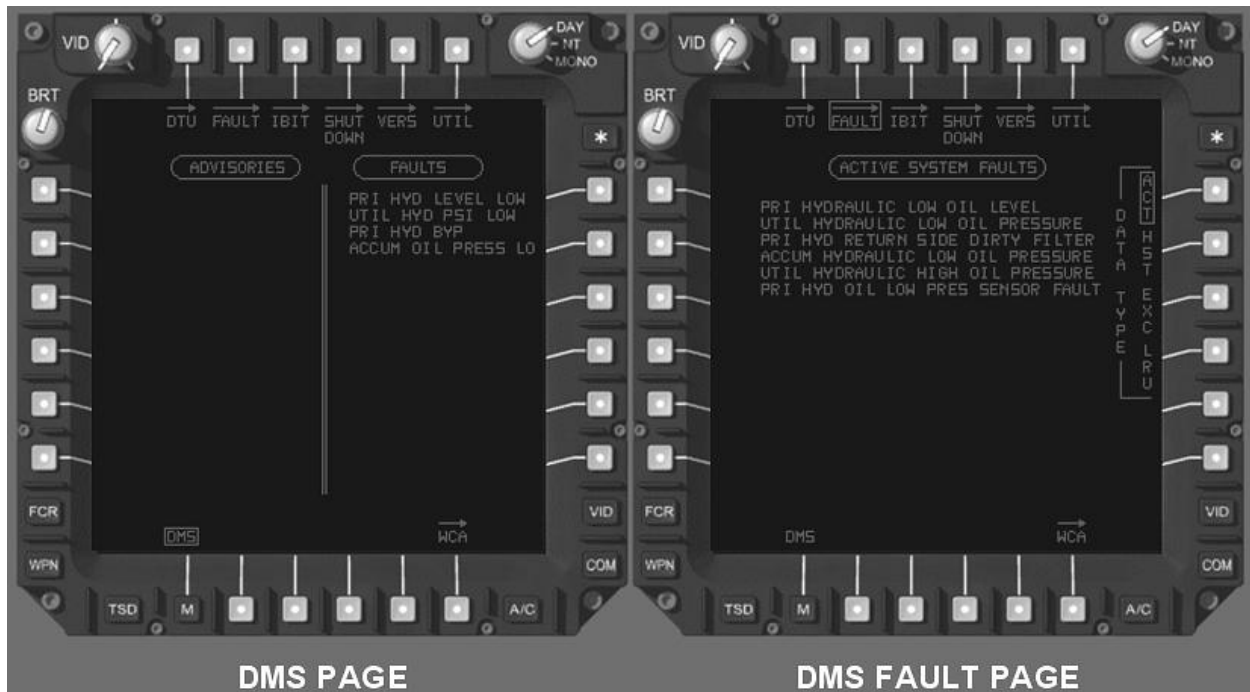 VID
DAY
NT
MONO
BRT
DTU FAULT IBIT SHUT DOWN VERS UTIL
*
ADVISORIES
FAULTS
PRI HYD LEVEL LOW
UTIL HYD PSI LOW
PRI HYD BYP
ACCUM OIL PRESS LO
FCR
VID
DMS
WCA
WPN
COM
TSD
M
A/C
DMS PAGE
VID
DAY
NT
MONO
BRT
DTU FAULT IBIT SHUT DOWN VERS UTIL
*
ACTIVE SYSTEM FAULTS
PRI HYDRAULIC LOW OIL LEVEL
UTIL HYDRAULIC LOW OIL PRESSURE
PRI HYD RETURN SIDE DIRTY FILTER
ACCUM HYDRAULIC LOW OIL PRESSURE
UTIL HYDRAULIC HIGH OIL PRESSURE
PRI HYD OIL LOW PRES SENSOR FAULT
DATA TYPE
ACT
HST
EXC
LRU
FCR
VID
DMS
WCA
WPN
COM
TSD
M
A/C
DMS FAULT PAGE